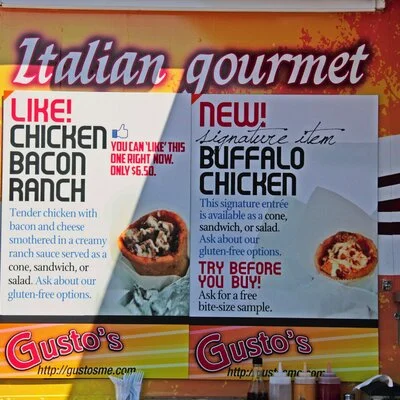 Italian gourmet
LIKE!
CHICKEN
BACON
RANCH
YOU CAN 'LIKE' THIS
ONE RIGHT NOW.
ONLY $6.50.
Tender chicken with
bacon and cheese
smothered in a creamy
ranch sauce served as a
cone, sandwich, or
salad. Ask about our
gluten-free options.
Gusto's
http://gustosme.com
NEW!
signature item
BUFFALO
CHICKEN
This signature entrée
is available as a cone,
sandwich, or salad.
Ask about our
gluten-free options.
TRY BEFORE
YOU BUY!
Ask for a free
bite-size sample.
Gusto's